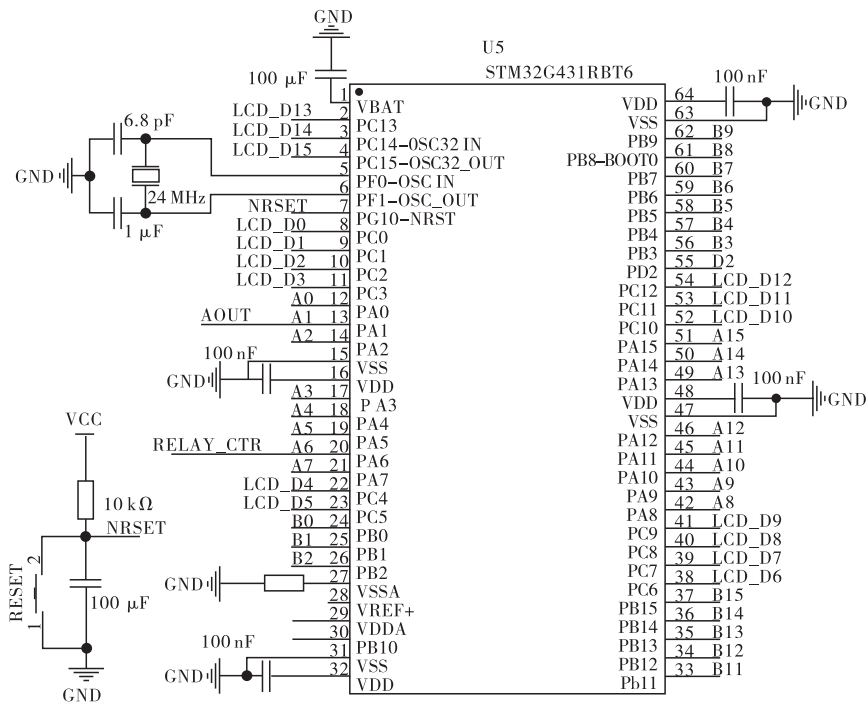 GND
U5
STM32G431RBT6
100 μF
1
VBAT
LCD_D13
2
PC13
LCD_D14
3
PC14-0SC32 IN
LCD_D15
4
PC15-OSC32_OUT
6.8 pF
5
PF0-OSC IN
GND
24 MHz
6
PF1-OSC_OUT
1 μF
NRSET
7
PG10-NRST
LCD_D0
8
PC0
LCD_D1
9
PC1
LCD_D2
10
PC2
LCD_D3
11
PC3
A0
12
PA0
AOUT
A1
13
PA1
A2
14
PA2
100 nF
15
VSS
GND
16
VDD
A3
17
P A3
A4
18
PA4
A5
19
PA5
RELAY_CTR
A6
20
PA6
A7
21
PA7
LCD_D4
22
PC4
LCD_D5
23
PC5
B0
24
PB0
B1
25
PB1
B2
26
PB2
GND
27
VSSA
28
VREF+
29
VDDA
30
PB10
100 nF
31
VSS
GND
32
VDD
VCC
10 kΩ
NRSET
RESET
2
1
100 μF
GND
100 nF
64
VDD
GND
63
VSS
62
B9
PB9
61
B8
PB8-BOOT0
60
B7
PB7
59
B6
PB6
58
B5
PB5
57
B4
PB4
56
B3
PB3
55
D2
PD2
54
LCD_D12
PC12
53
LCD_D11
PC11
52
LCD_D10
PC10
51
A15
PA15
50
A14
PA14
49
A13
PA13
100 nF
48
VDD
GND
47
VSS
46
A12
PA12
45
A11
PA11
44
A10
PA10
43
A9
PA9
42
A8
PA8
41
LCD_D9
PC9
40
LCD_D8
PC8
39
LCD_D7
PC7
38
LCD_D6
PC6
37
B15
PB15
36
B14
PB14
35
B13
PB13
34
B12
PB12
33
B11
Pb11